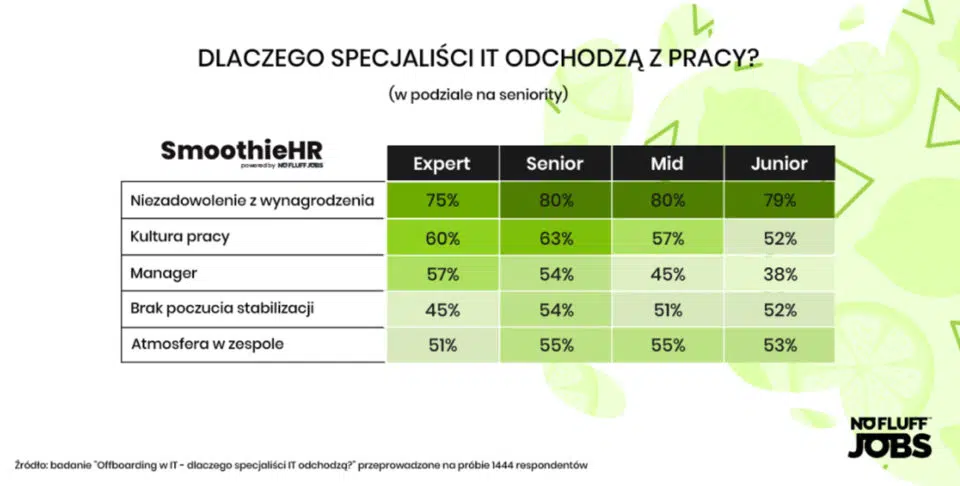 DLACZEGO SPECJALIŚCI IT ODCHODZĄ Z PRACY?
(w podziale na seniority)
SmoothieHR
powered by NO FLUFF JOBS
Expert Senior Mid Junior
Niezadowolenie z wynagrodzenia 75% 80% 80% 79%
Kultura pracy 60% 63% 57% 52%
Manager 57% 54% 45% 38%
Brak poczucia stabilizacji 45% 54% 51% 52%
Atmosfera w zespole 51% 55% 55% 53%
NO FLUFF
JOBS
Źródło: badanie "Offboarding w IT - dlaczego specjaliści IT odchodzą?" przeprowadzone na próbie 1444 respondentów